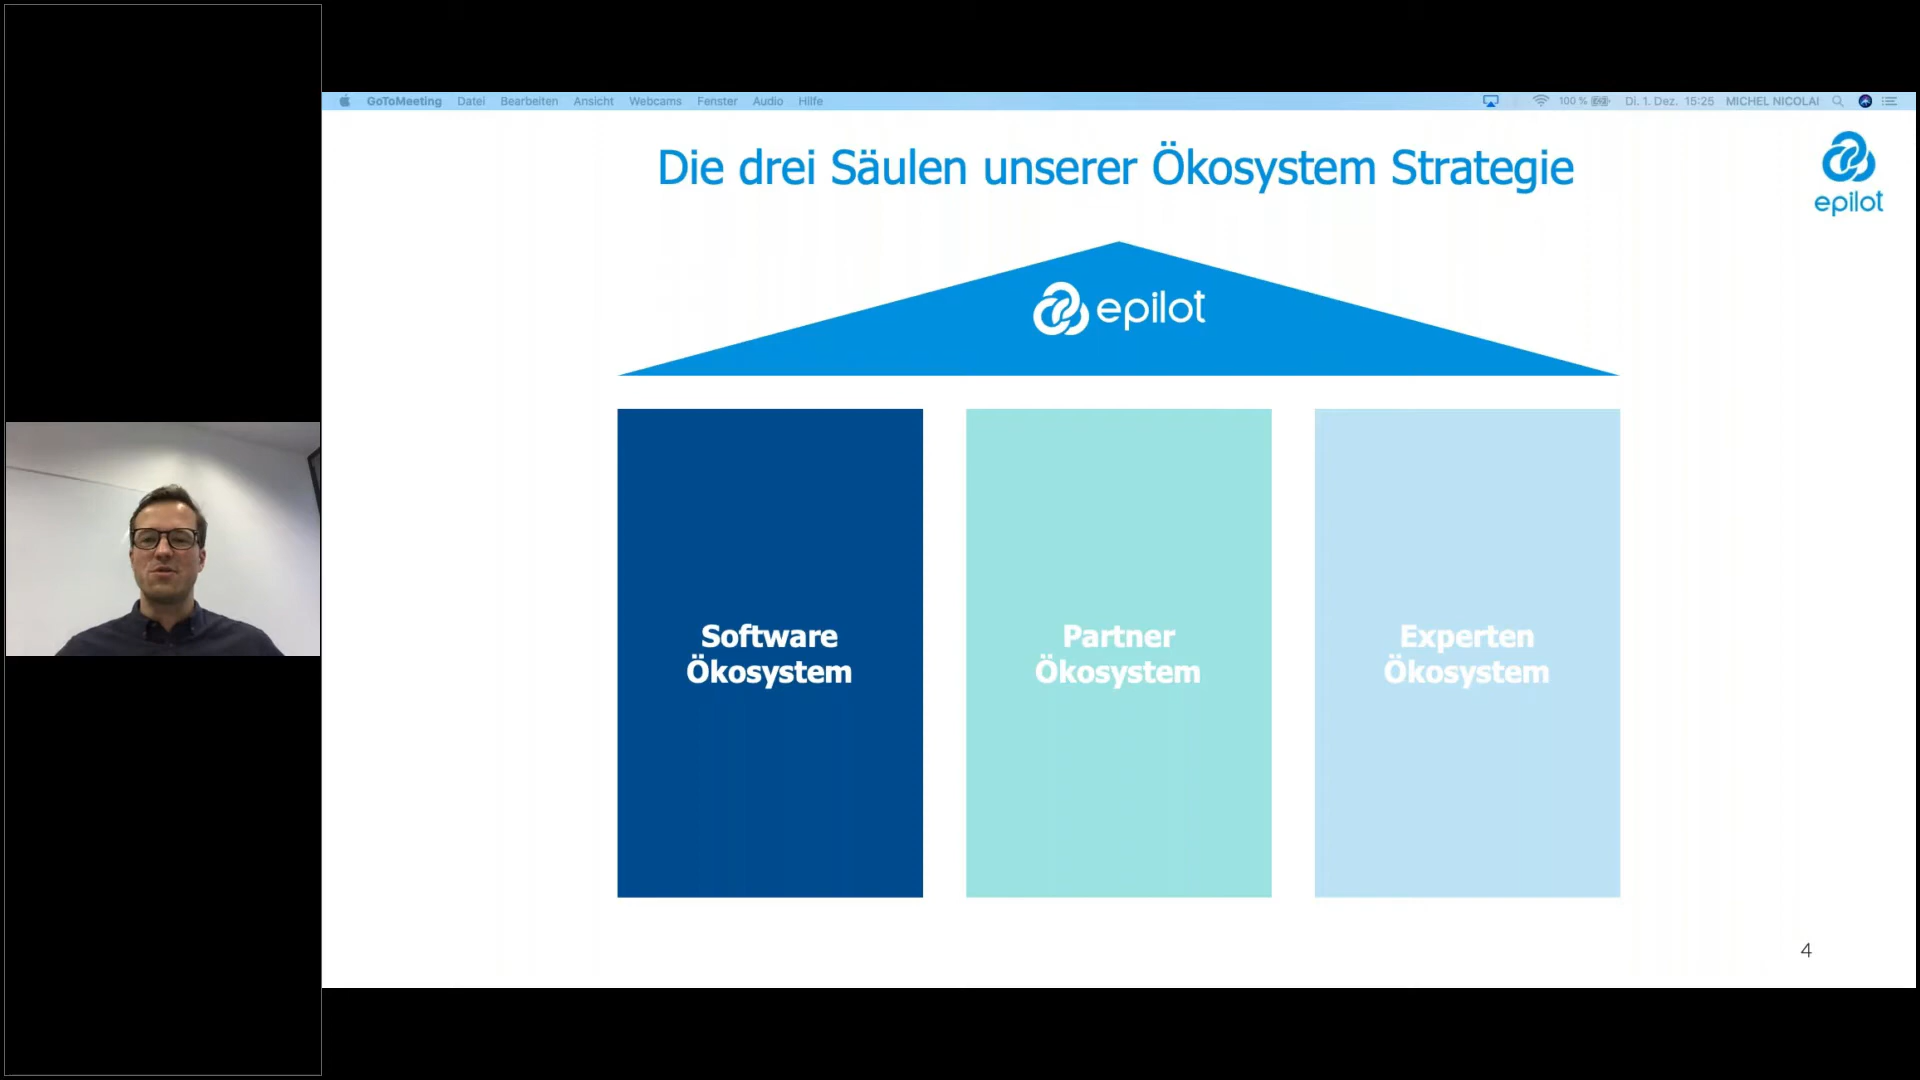 GoToMeeting Datei Bearbeiten Ansicht Webcams Fenster Audio Hilfe 100 % Di. 1. Dez. 15:25 MICHEL NICOLAI
Die drei Säulen unserer Ökosystem Strategie
epilot
epilot
Software
Ökosystem
Partner
Ökosystem
Experten
Ökosystem
4